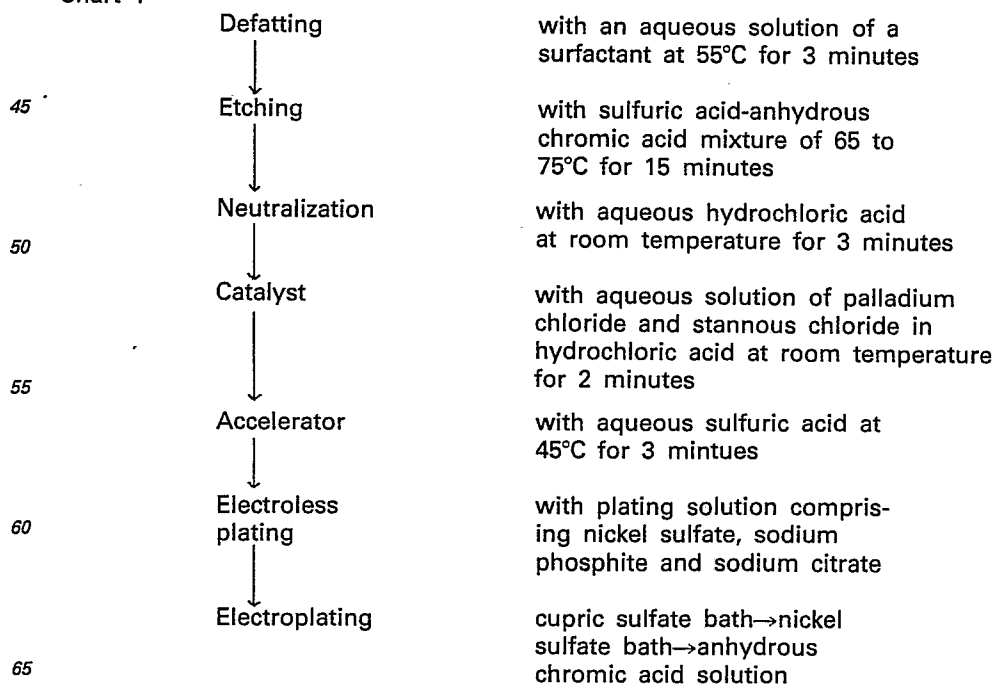 Defatting with an aqueous solution of a
surfactant at 55°C for 3 minutes
45 Etching with sulfuric acid-anhydrous
chromic acid mixture of 65 to
75°C for 15 minutes
Neutralization with aqueous hydrochloric acid
50 at room temperature for 3 minutes
Catalyst with aqueous solution of palladium
chloride and stannous chloride in
hydrochloric acid at room temperature
55 for 2 minutes
Accelerator with aqueous sulfuric acid at
45°C for 3 mintues
Electroless with plating solution compris-
60 plating ing nickel sulfate, sodium
phosphite and sodium citrate
Electroplating cupric sulfate bath→nickel
sulfate bath→anhydrous
65 chromic acid solution